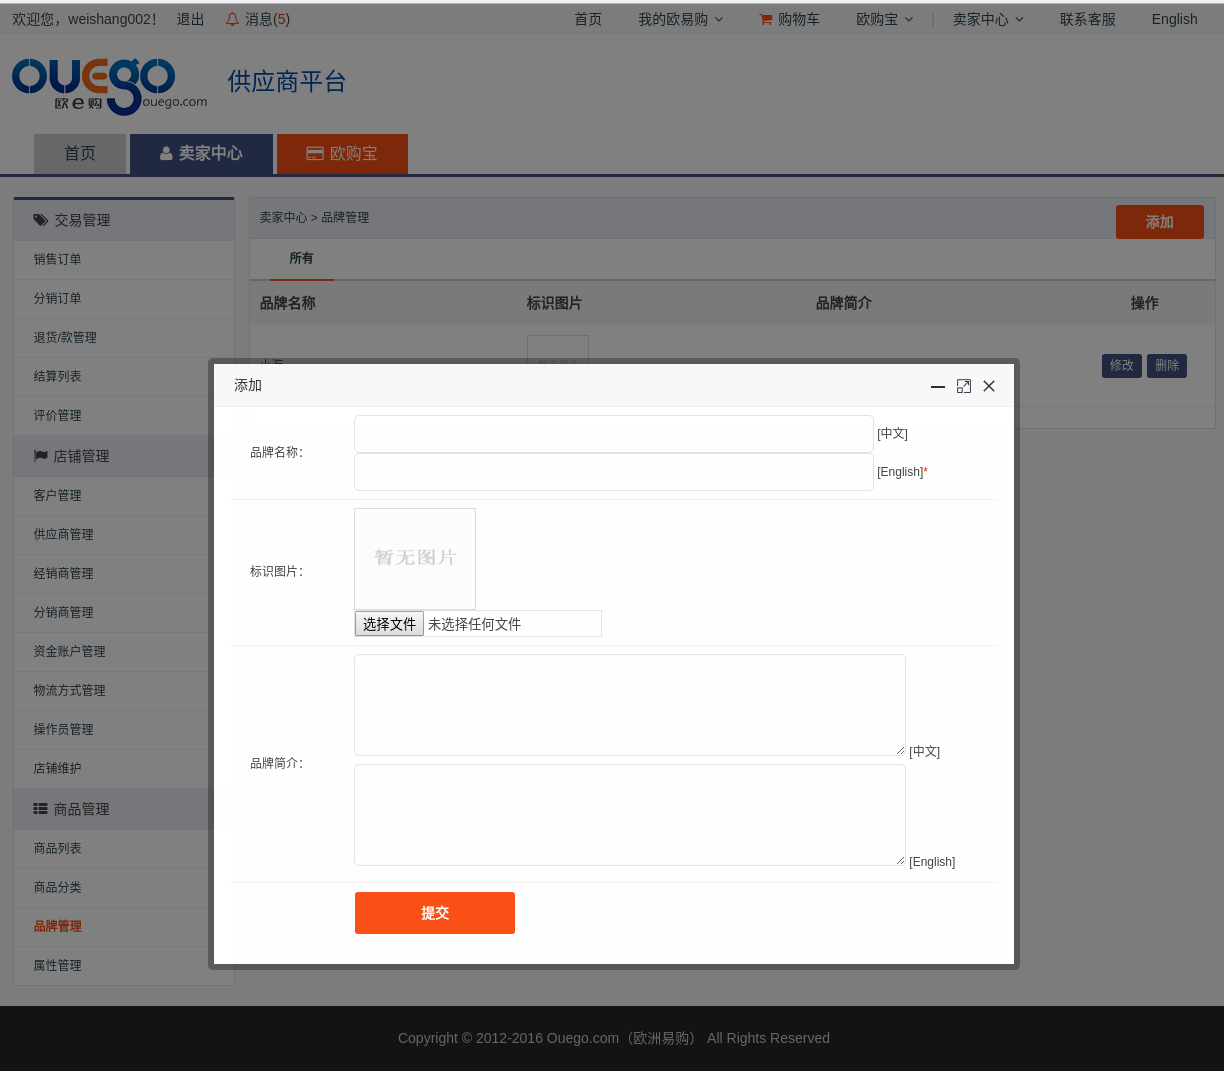 欢迎您，weishang002！ 退出 消息(5) 首页 我的欧易购 购物车 欧购宝 | 卖家中心 联系客服 English
OUEGO 供应商平台
欧e购 ouego.com
首页 卖家中心 欧购宝
交易管理
销售订单
分销订单
退货/款管理
结算列表
评价管理
店铺管理
客户管理
供应商管理
经销商管理
分销商管理
资金账户管理
物流方式管理
操作员管理
店铺维护
商品管理
商品列表
商品分类
品牌管理
属性管理
卖家中心 > 品牌管理 添加
所有
品牌名称 标识图片 品牌简介 操作
修改 删除
添加
品牌名称：
[中文]
[English]*
标识图片：
暂无图片
选择文件 未选择任何文件
品牌简介：
[中文]
[English]
提交
Copyright © 2012-2016 Ouego.com（欧洲易购） All Rights Reserved